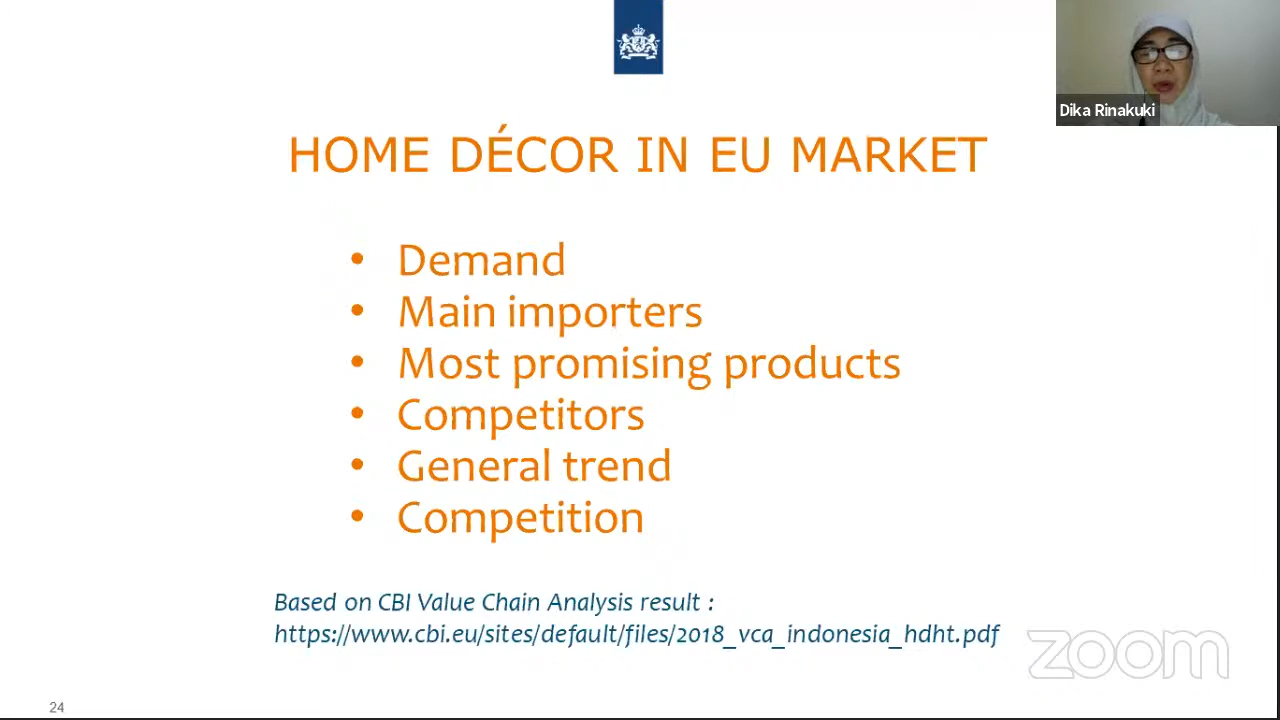 Dika Rinakuki
HOME DÉCOR IN EU MARKET
• Demand
• Main importers
• Most promising products
• Competitors
• General trend
• Competition
Based on CBI Value Chain Analysis result :
https://www.cbi.eu/sites/default/files/2018_vca_indonesia_hdht.pdf
zoom
24